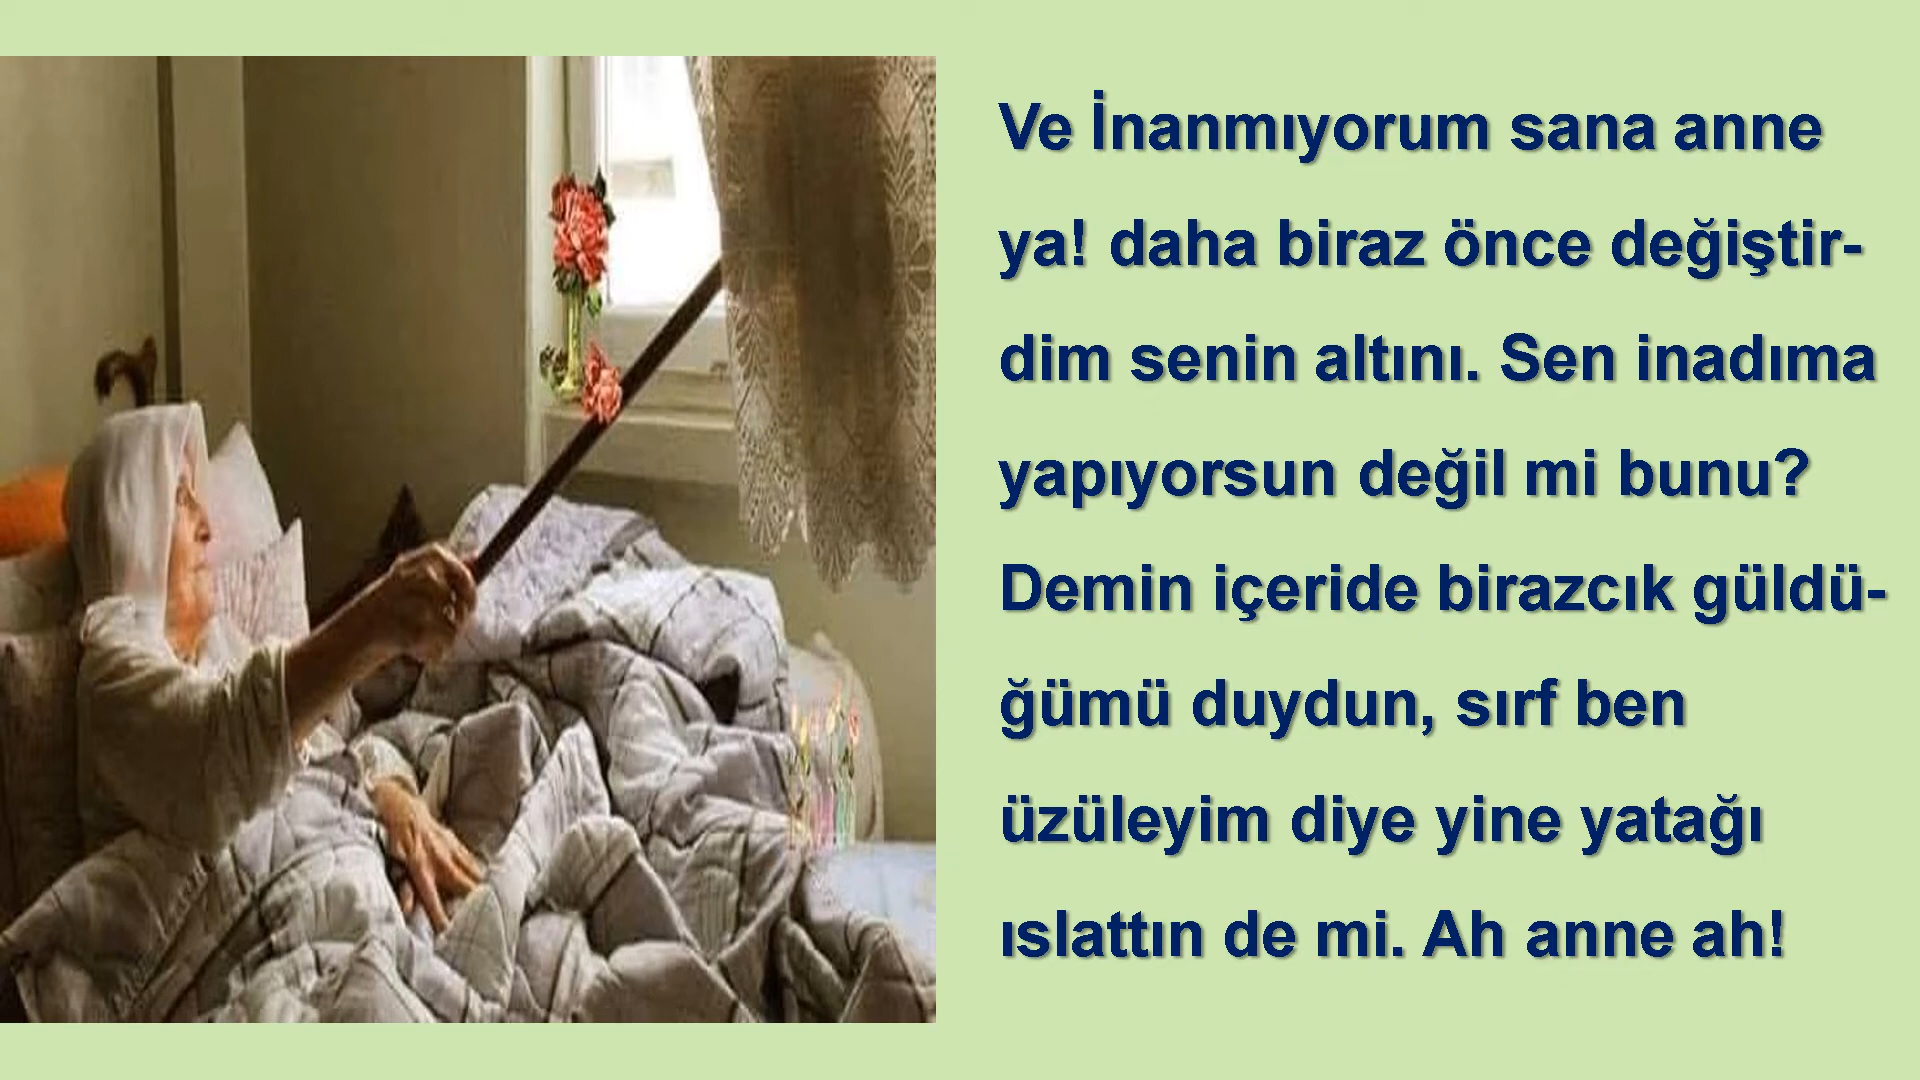 Ve İnanmıyorum sana anne
ya! daha biraz önce değiştir-
dim senin altını. Sen inadıma
yapıyorsun değil mi bunu?
Demin içeride birazcık güldü-
ğümü duydun, sırf ben
üzüleyim diye yine yatağı
ıslattın de mi. Ah anne ah!